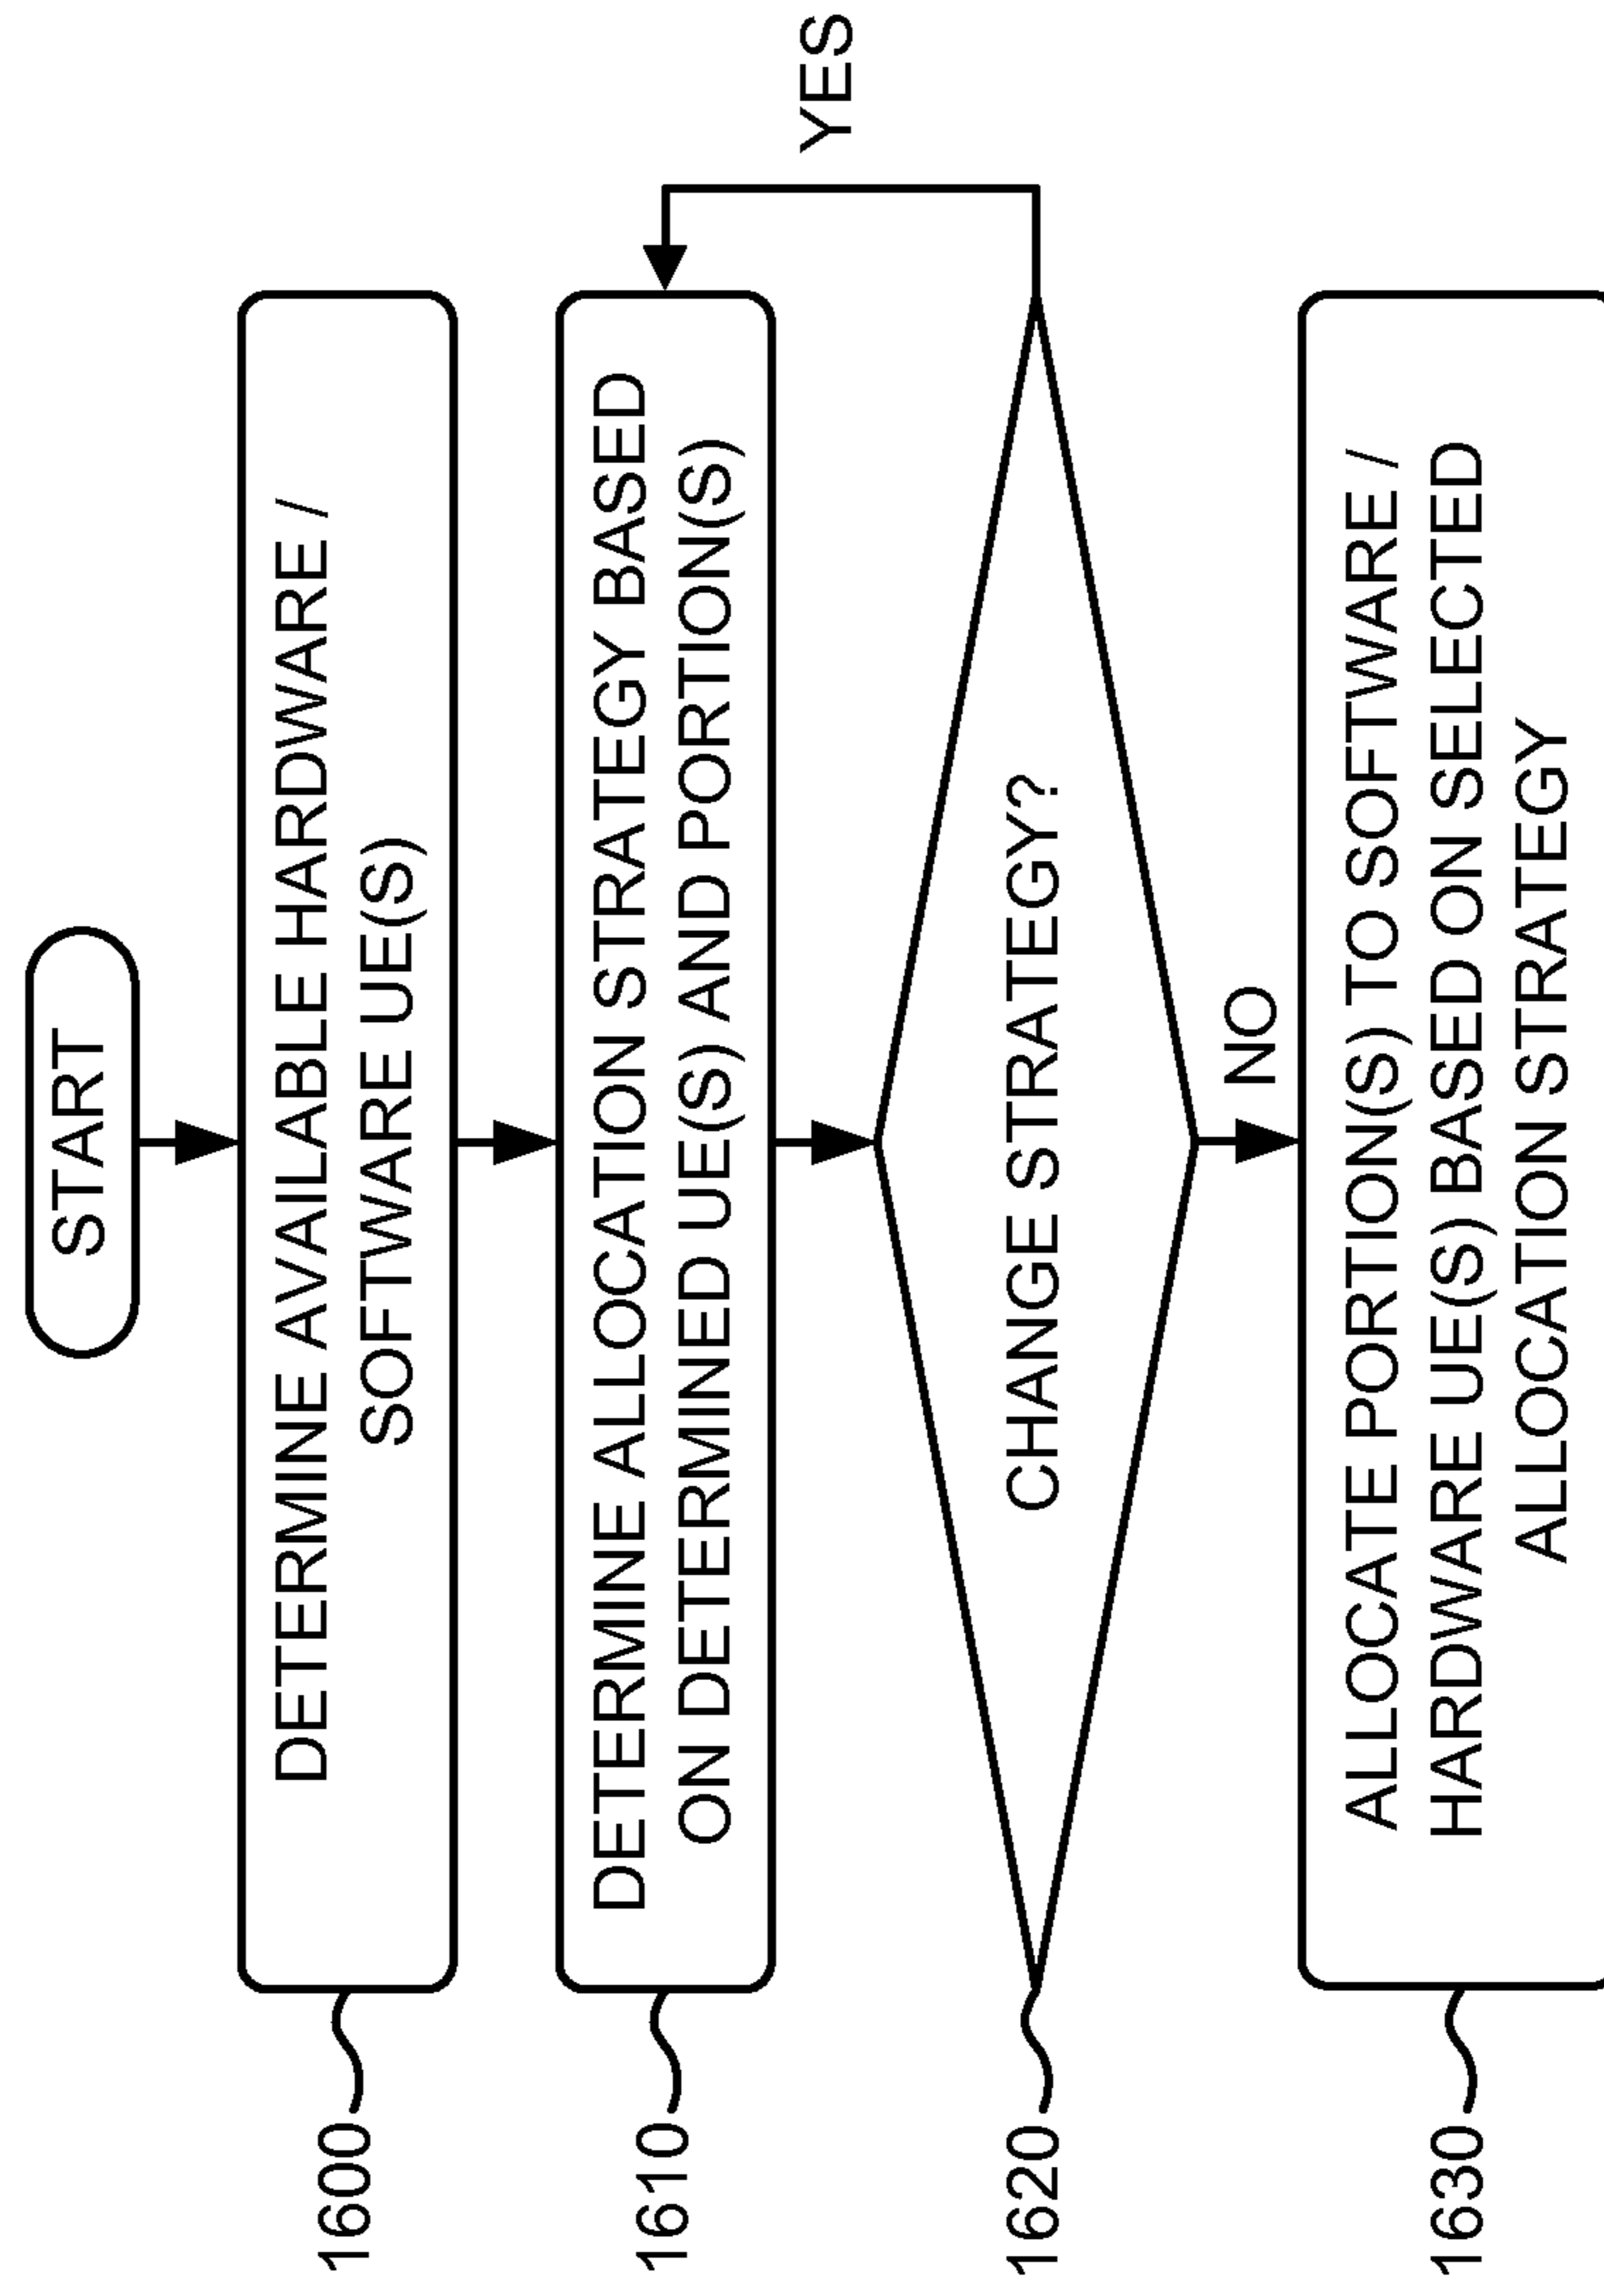 START
1600
DETERMINE AVAILABLE HARDWARE /
SOFTWARE UE(S)
1610
DETERMINE ALLOCATION STRATEGY BASED
ON DETERMINED UE(S) AND PORTION(S)
YES
1620
CHANGE STRATEGY?
NO
1630
ALLOCATE PORTION(S) TO SOFTWARE /
HARDWARE UE(S) BASED ON SELECTED
ALLOCATION STRATEGY